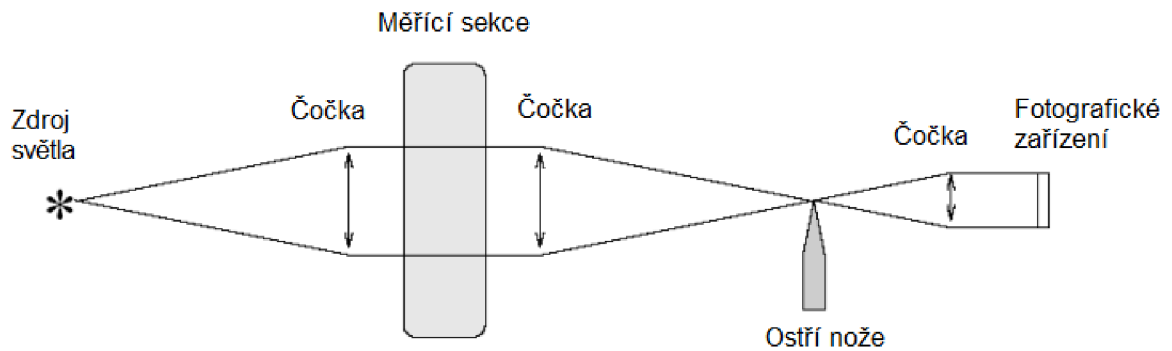 Měřící sekce
Zdroj
světla
Čočka
Čočka
Čočka
Fotografické
zařízení
Ostří nože